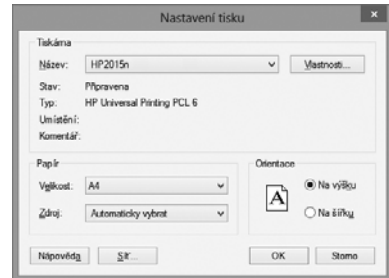 Nastavení tisku
Tiskárna
Název: HP2015n Vlastnosti...
Stav: Připravena
Typ: HP Universal Printing PCL 6
Umístění:
Komentář:
Papír
Velikost: A4
Zdroj: Automaticky vybrat
Orientace
A
Na výšku
Na šířku
Nápověda Síť... OK Storno